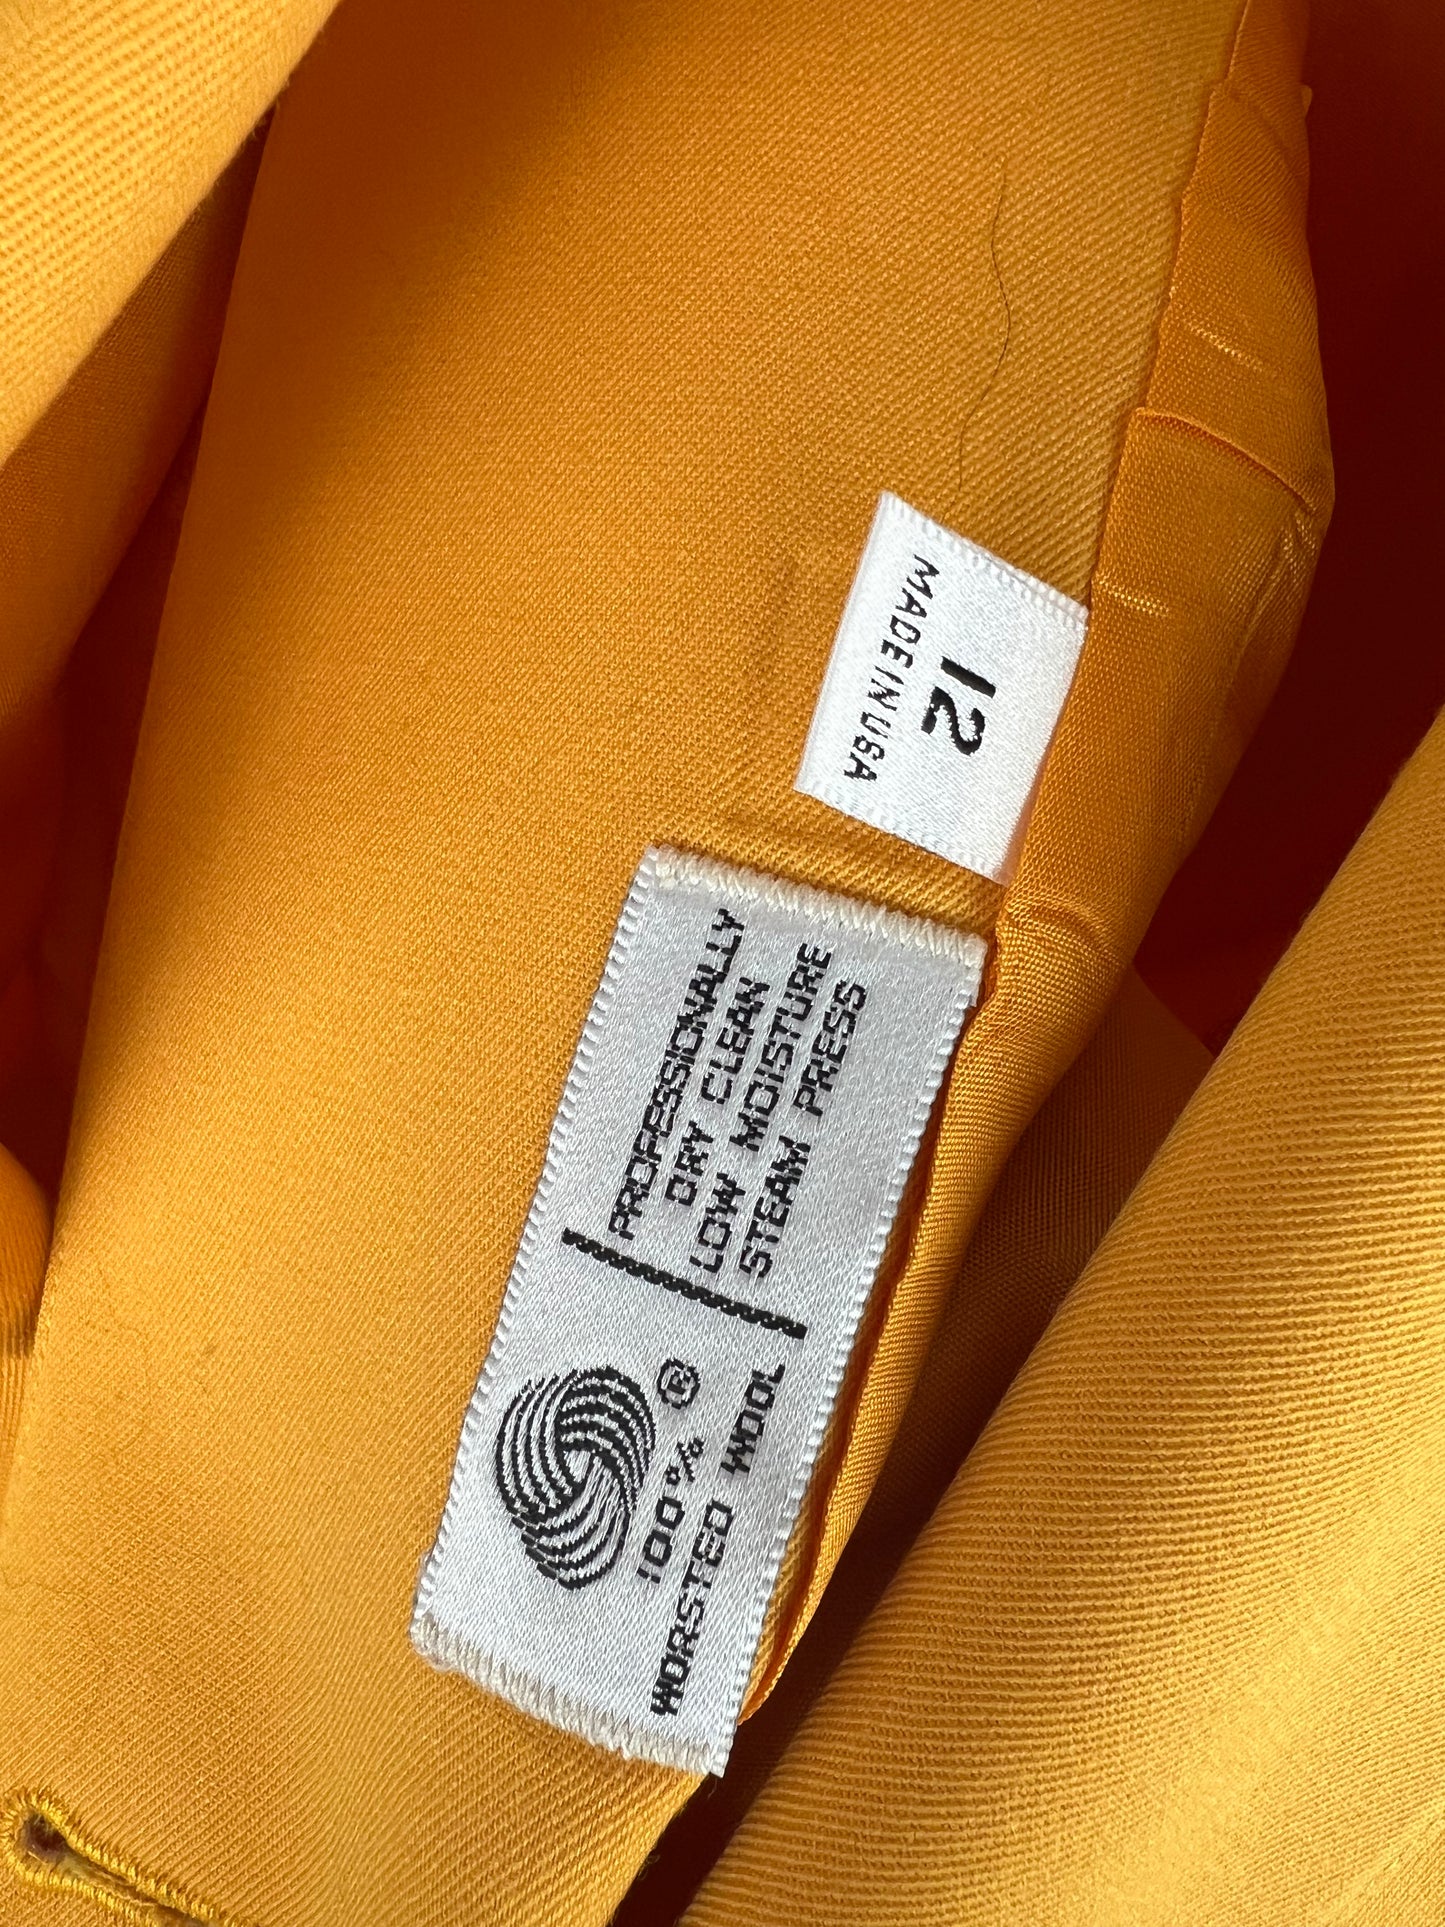 12
MADE IN USA
PROFESSIONALLY
DRY CLEAN
LOW MOISTURE
STEAM PRESS
®
100%
WORSTED WOOL